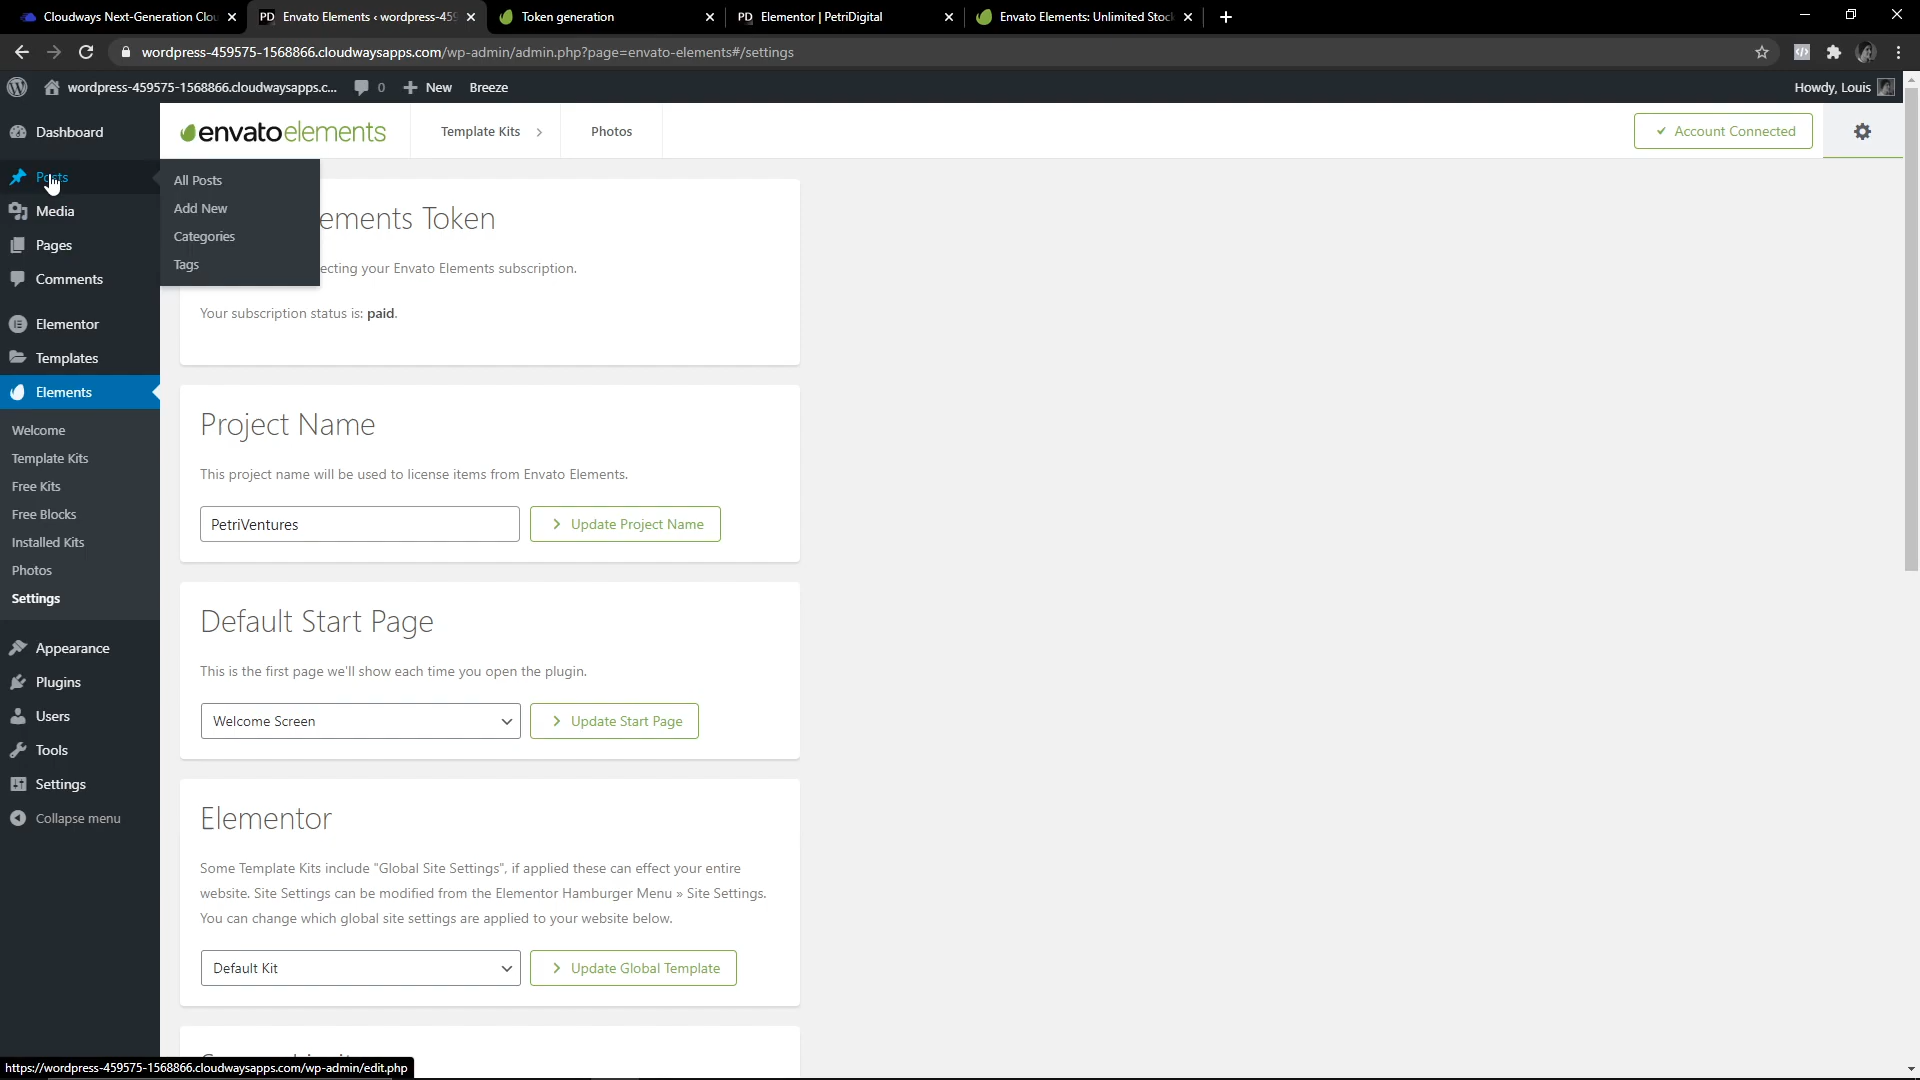 Cloudways Next-Generation Clou
Envato Elements ‹ wordpress-459
Token generation
PD Elementor | PetriDigital
Envato Elements: Unlimited Stock
wordpress-459575-1568866.cloudwaysapps.com/wp-admin/admin.php?page=envato-elements#/settings
wordpress-459575-1568866.cloudwaysapps.c...
0
New
Breeze
Howdy, Louis
Dashboard
envatoelements
Template Kits
Photos
Account Connected
Posts
All Posts
Add New
Categories
Tags
Media
Pages
Comments
Elementor
Templates
Elements
Welcome
Template Kits
Free Kits
Free Blocks
Installed Kits
Photos
Settings
Appearance
Plugins
Users
Tools
Settings
Collapse menu
ements Token
ecting your Envato Elements subscription.
Your subscription status is: paid.
Project Name
This project name will be used to license items from Envato Elements.
PetriVentures
Update Project Name
Default Start Page
This is the first page we'll show each time you open the plugin.
Welcome Screen
Update Start Page
Elementor
Some Template Kits include "Global Site Settings", if applied these can effect your entire
website. Site Settings can be modified from the Elementor Hamburger Menu » Site Settings.
You can change which global site settings are applied to your website below.
Default Kit
Update Global Template
https://wordpress-459575-1568866.cloudwaysapps.com/wp-admin/edit.php